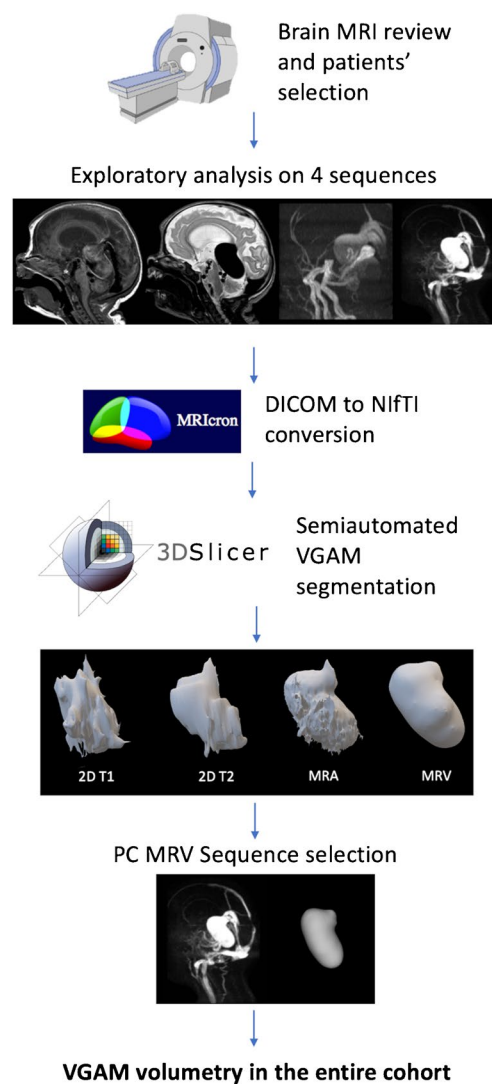 Brain MRI review
and patients'
selection
Exploratory analysis on 4 sequences
MRIcron
DICOM to NIfTI
conversion
3DSlicer
Semiautomated
VGAM
segmentation
2D T1
2D T2
MRA
MRV
PC MRV Sequence selection
VGAM volumetry in the entire cohort